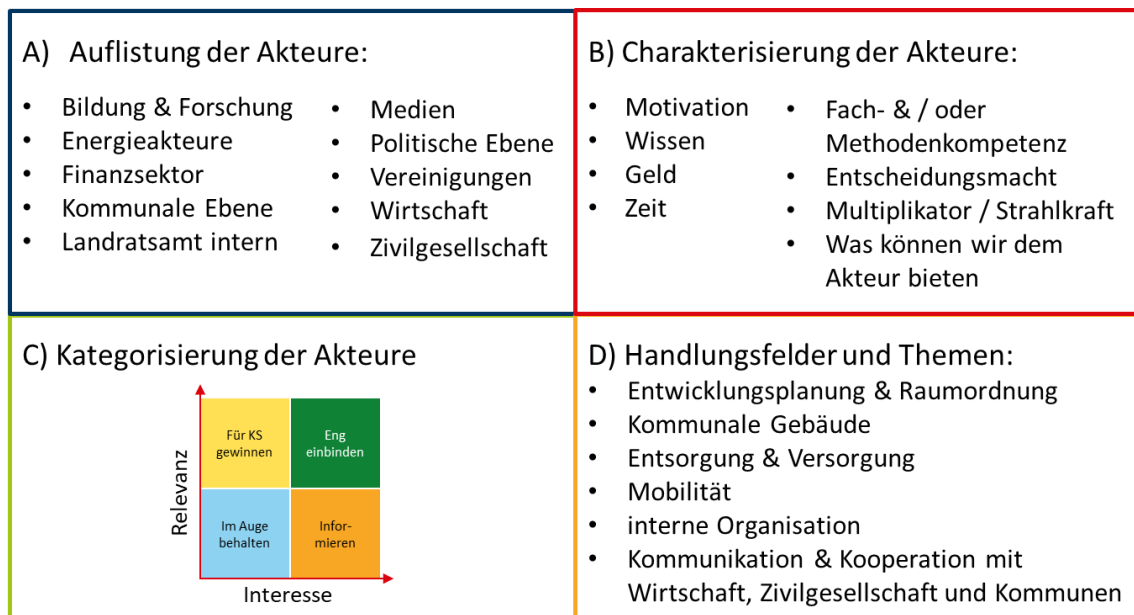 A) Auflistung der Akteure:
• Bildung & Forschung
• Energieakteure
• Finanzsektor
• Kommunale Ebene
• Landratsamt intern
• Medien
• Politische Ebene
• Vereinigungen
• Wirtschaft
• Zivilgesellschaft
B) Charakterisierung der Akteure:
• Motivation
• Wissen
• Geld
• Zeit
• Fach- & / oder
Methodenkompetenz
• Entscheidungsmacht
• Multiplikator / Strahlkraft
• Was können wir dem
Akteur bieten
C) Kategorisierung der Akteure
Relevanz
Für KS
gewinnen
Eng
einbinden
Im Auge
behalten
Infor-
mieren
Interesse
D) Handlungsfelder und Themen:
• Entwicklungsplanung & Raumordnung
• Kommunale Gebäude
• Entsorgung & Versorgung
• Mobilität
• interne Organisation
• Kommunikation & Kooperation mit
Wirtschaft, Zivilgesellschaft und Kommunen